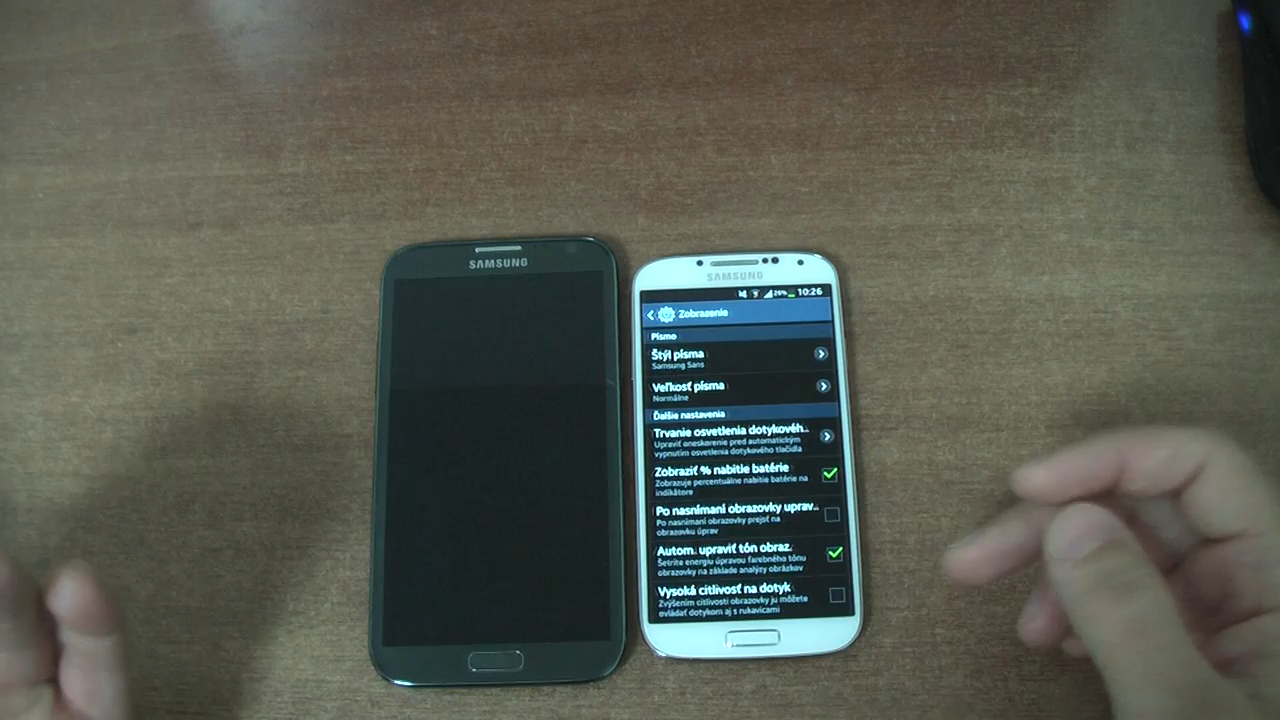 SAMSUNG
SAMSUNG
26% 10:26
Zobrazenie
Písmo
Štýl písma
Samsung Sans
Veľkosť písma
Normálne
Ďalšie nastavenia
Trvanie osvetlenia dotykovéh..
Upraviť oneskorenie pred automatickým
vypnutím osvetlenia dotykového tlačidla
Zobraziť % nabitie batérie
Zobrazuje percentuálne nabitie batérie na
indikátore
Po nasnímaní obrazovky uprav..
Po nasnímaní obrazovky prejsť na
obrazovku úprav
Autom. upraviť tón obraz.
Šetrite energiu úpravou farebného tónu
obrazovky na základe analýzy obrázkov
Vysoká citlivosť na dotyk
Zvýšením citlivosti obrazovky ju môžete
ovládať dotykom aj s rukavicami